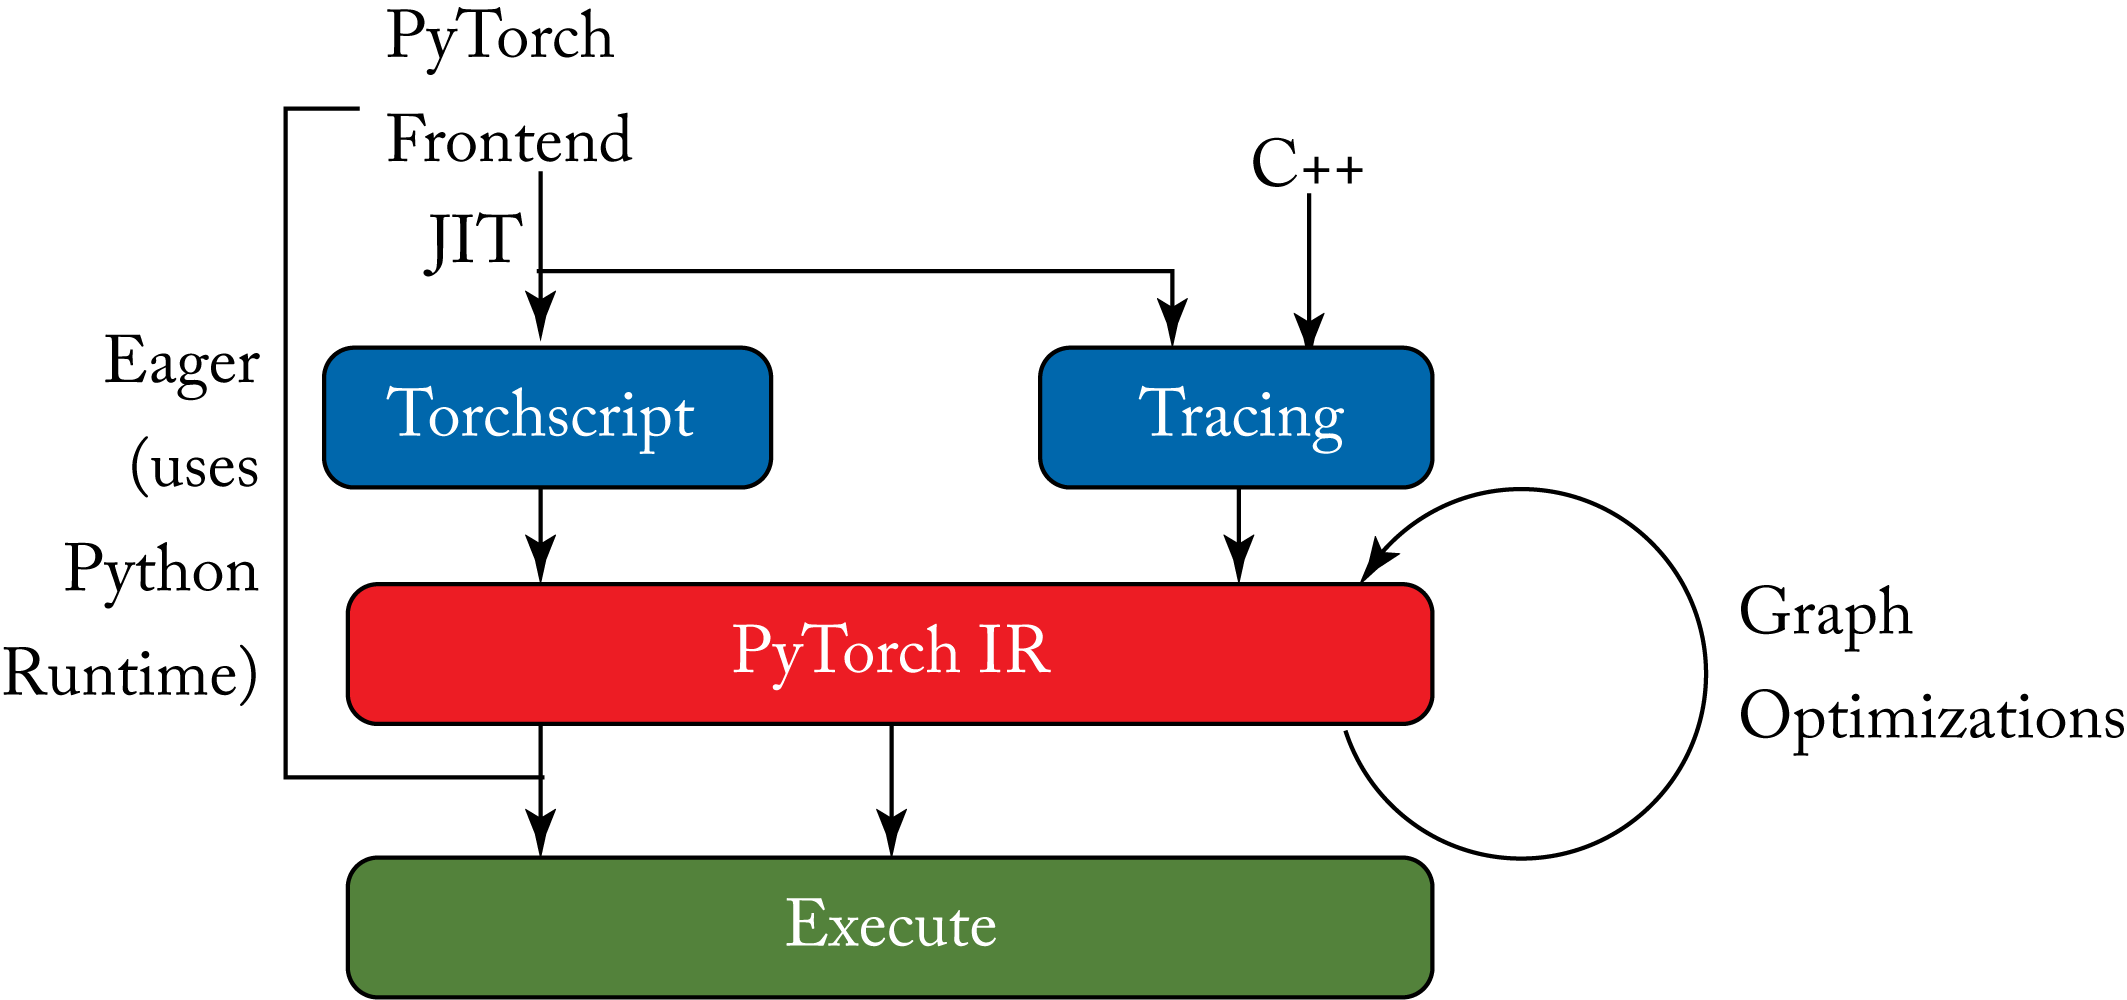 PyTorch
Frontend
JIT
C++
Eager
(uses
Python
Runtime)
Torchscript
Tracing
PyTorch IR
Graph
Optimizations
Execute